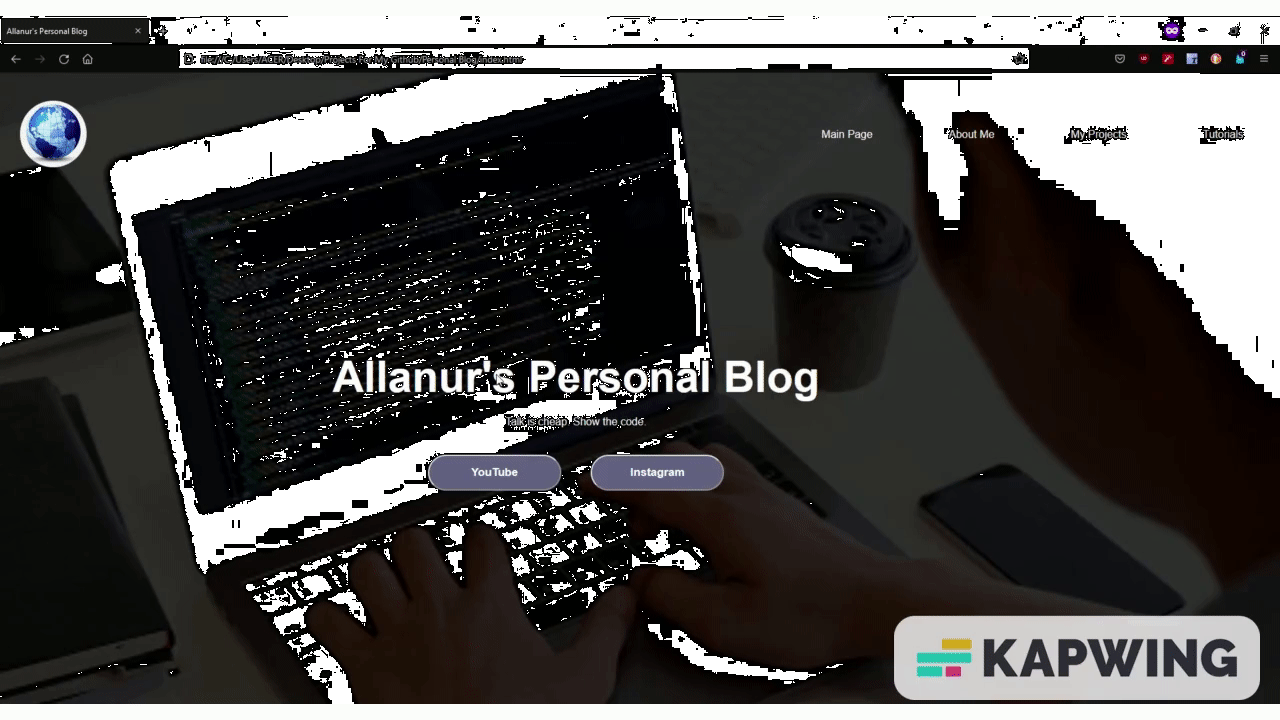 Allanur's Personal Blog
Main Page
About Me
My Projects
Tutorials
Allanur's Personal Blog
Talk is cheap. Show the code.
YouTube
Instagram
KAPWING